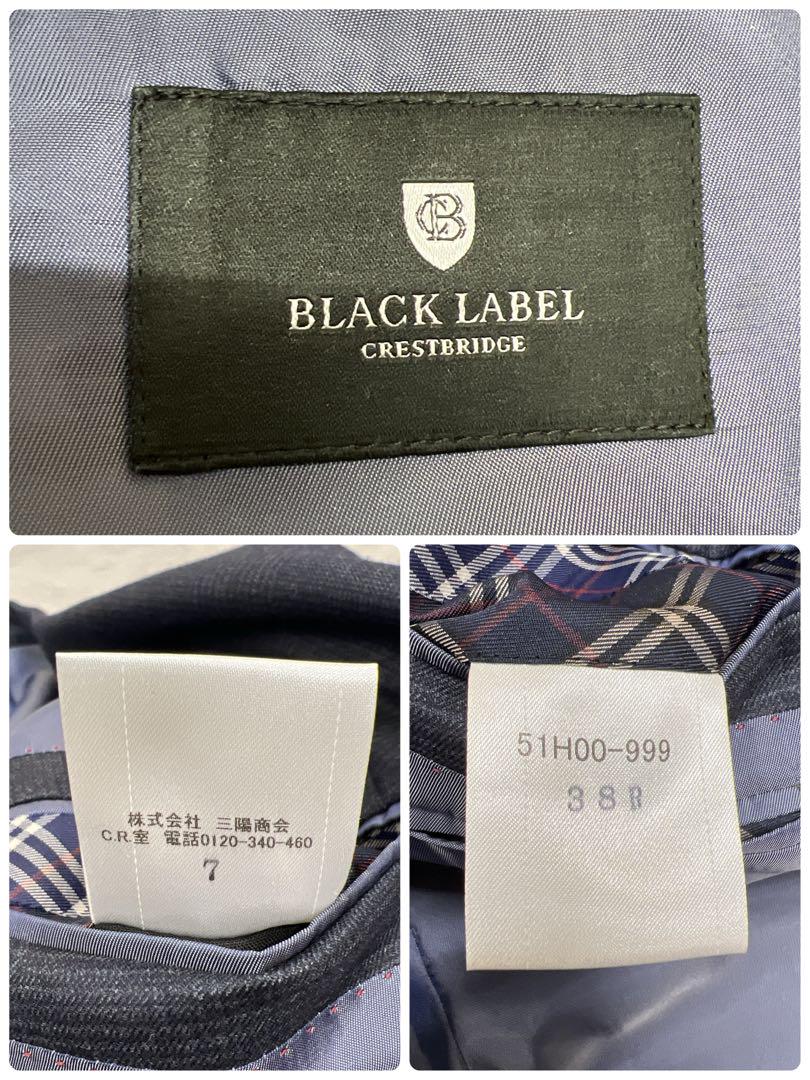 CB
BLACK LABEL
CRESTBRIDGE
株式会社 三陽商会
C.R.室 電話0120-340-460
7
51H00-999
38R